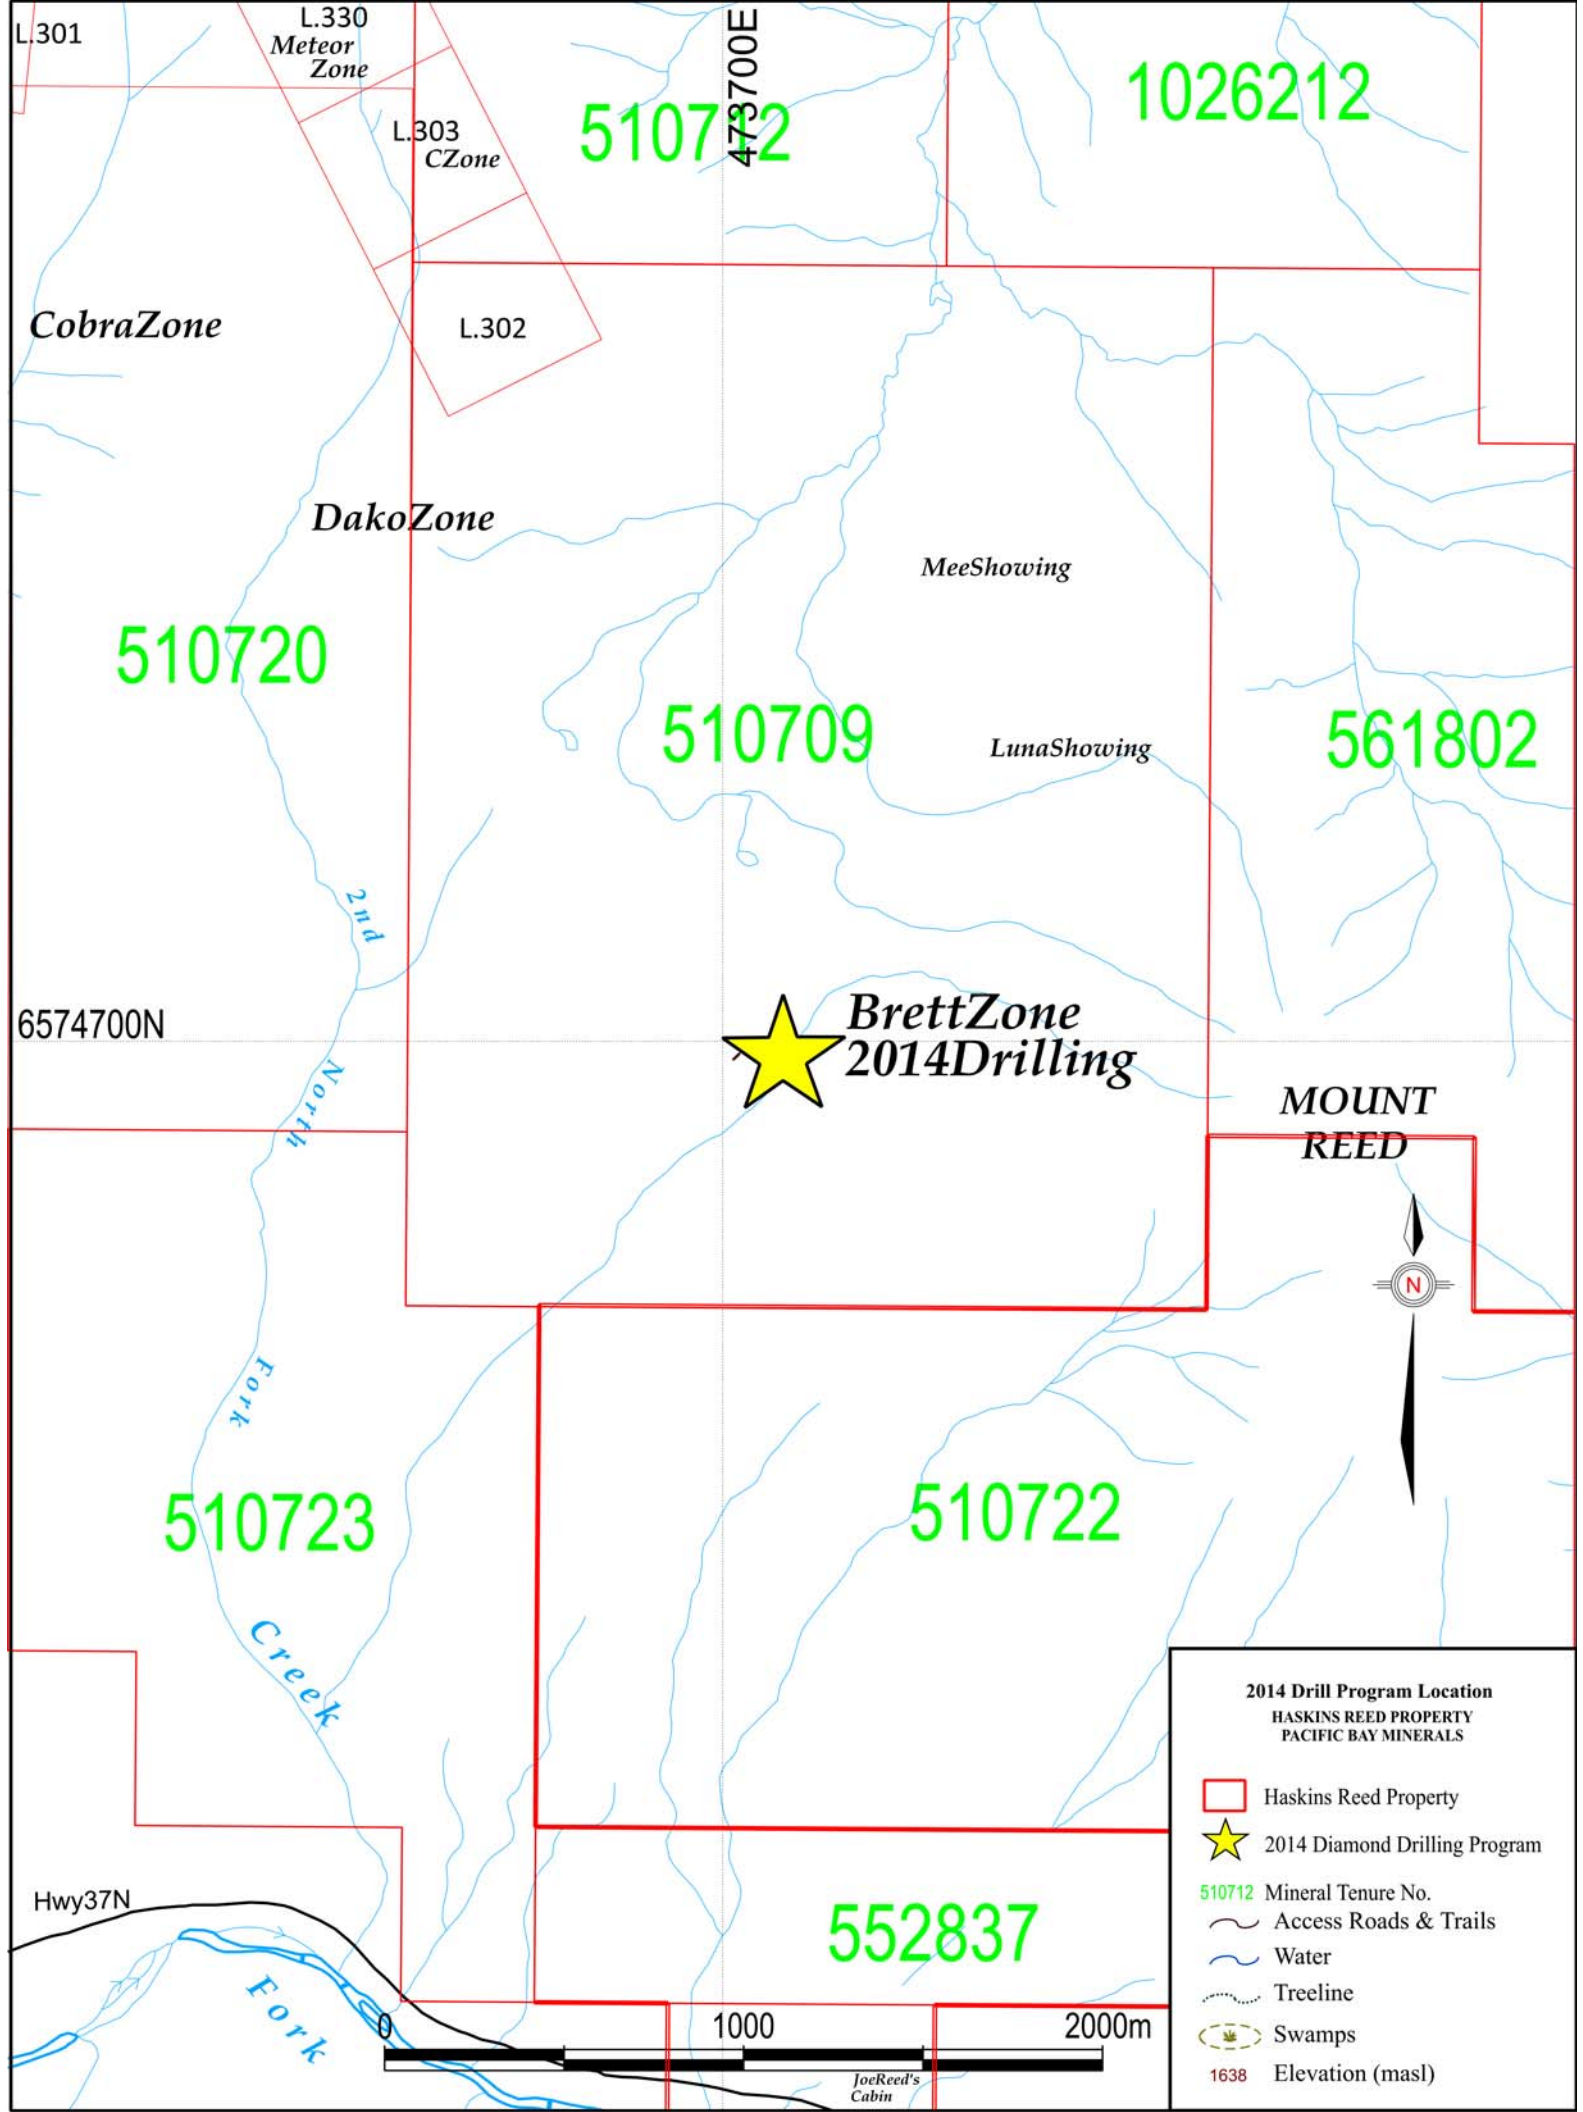 L.301
L.330
Meteor
Zone
L.303
CZone
510712
473700E
1026212
CobraZone
L.302
DakoZone
MeeShowing
510720
510709
LunaShowing
561802
2nd
6574700N
BrettZone
2014Drilling
North
MOUNT
REED
N
Fork
510723
510722
Creek
2014 Drill Program Location
HASKINS REED PROPERTY
PACIFIC BAY MINERALS
Haskins Reed Property
2014 Diamond Drilling Program
510712 Mineral Tenure No.
Access Roads & Trails
Water
Treeline
Swamps
1638 Elevation (masl)
Hwy37N
552837
Fork
0 1000 2000m
JoeReed's
Cabin